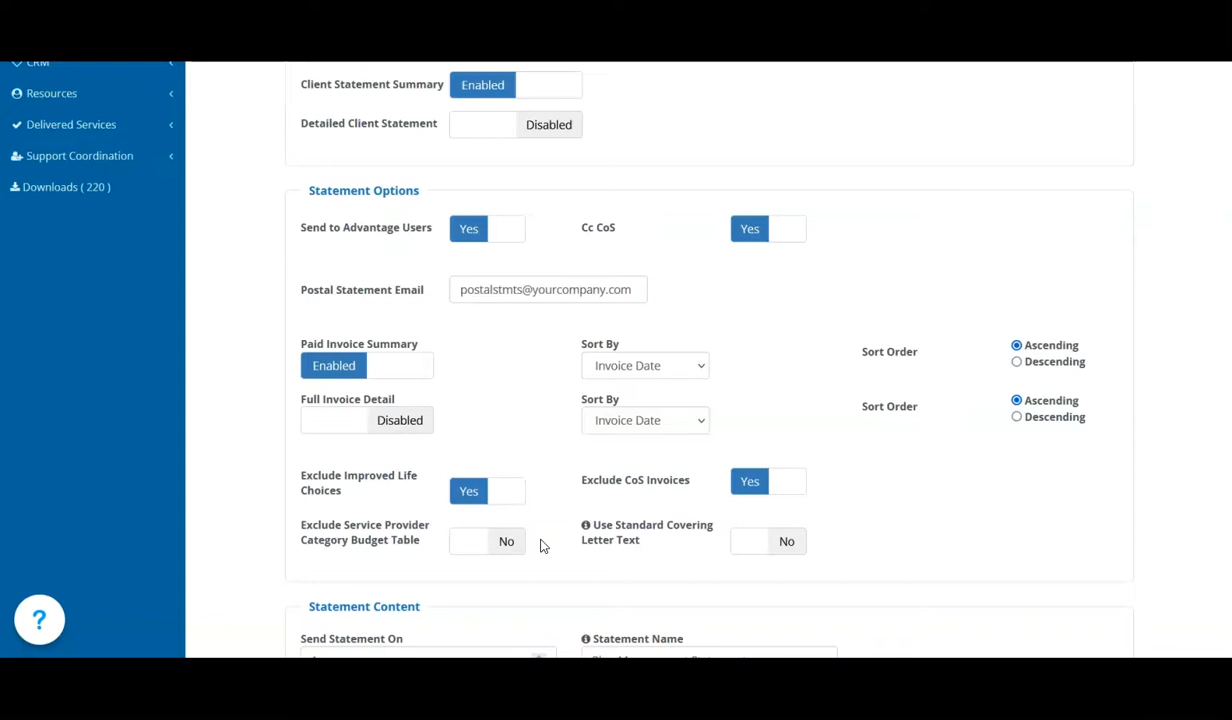 CRM
Resources
Delivered Services
Support Coordination
Downloads ( 220 )
?
Client Statement Summary Enabled
Detailed Client Statement Disabled
Statement Options
Send to Advantage Users Yes Cc CoS Yes
Postal Statement Email postalstmts@yourcompany.com
Paid Invoice Summary Sort By
Enabled Invoice Date Sort Order Ascending
Descending
Full Invoice Detail Sort By
Disabled Invoice Date Sort Order Ascending
Descending
Exclude Improved Life
Choices Yes Exclude CoS Invoices Yes
Exclude Service Provider
Category Budget Table No
Use Standard Covering
Letter Text No
Statement Content
Send Statement On Statement Name